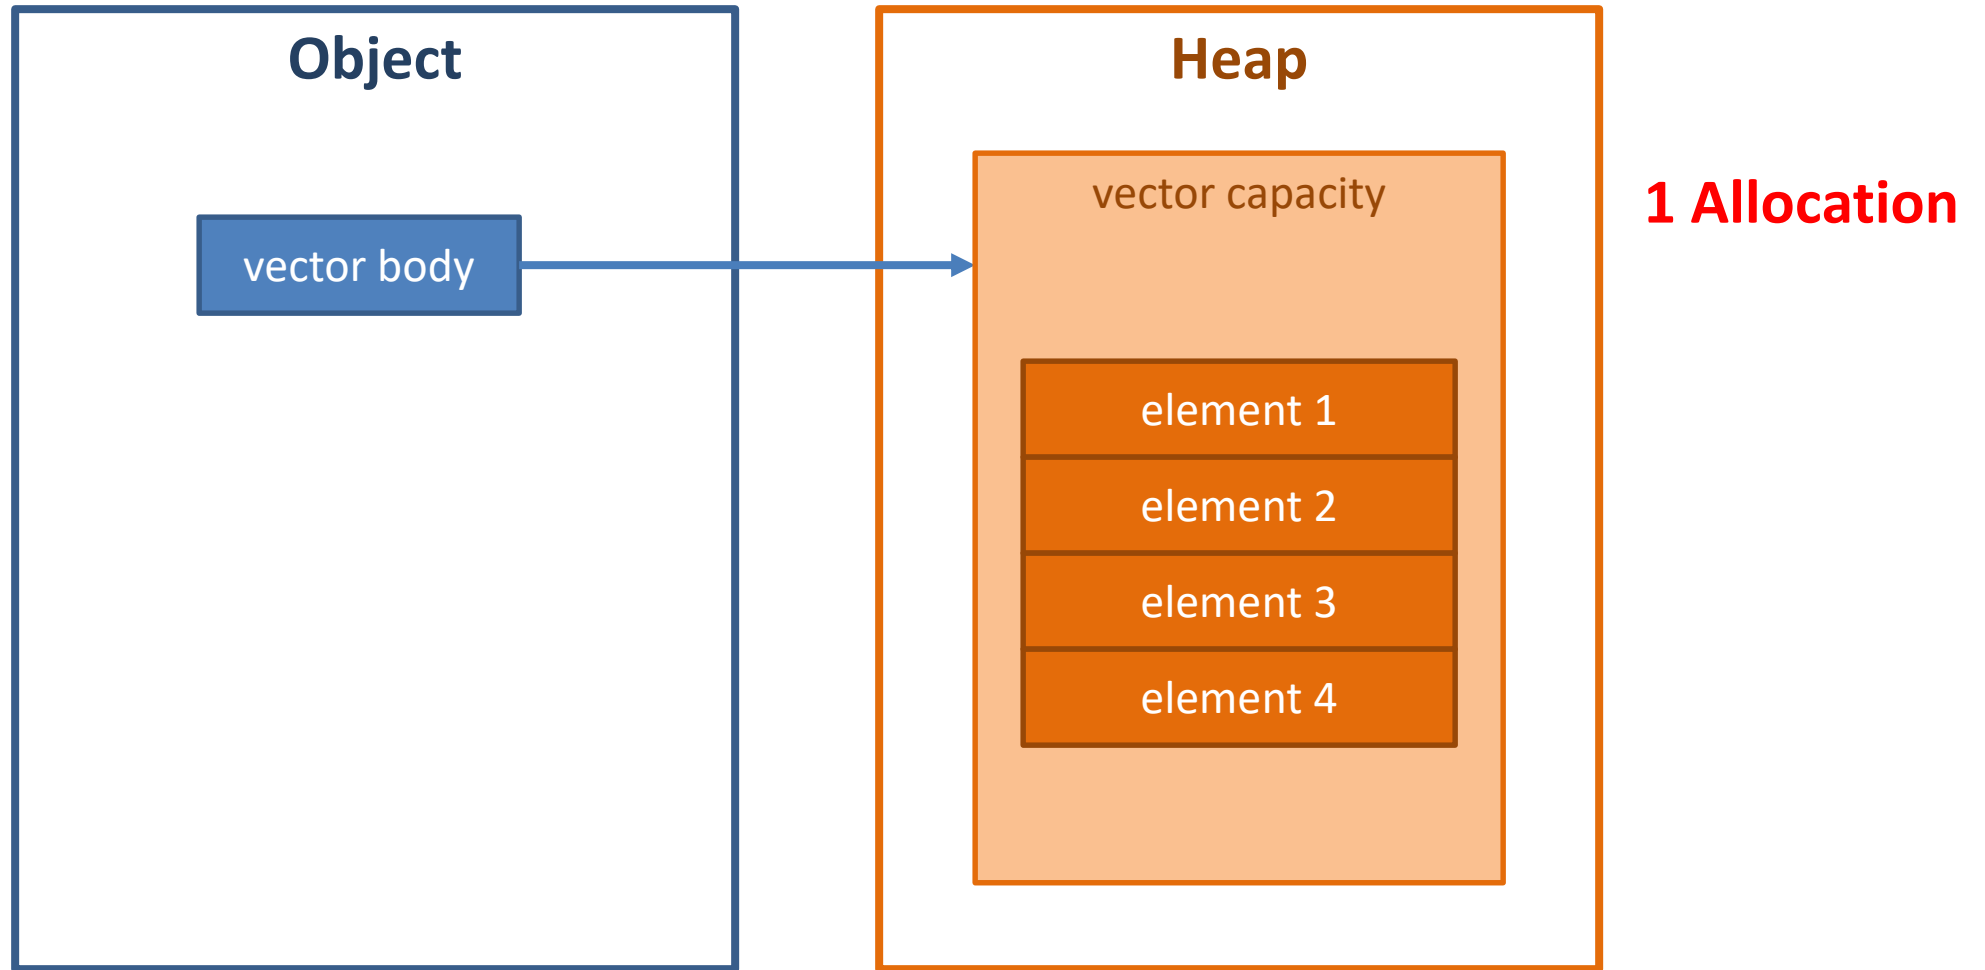 Object
Heap
vector capacity
1 Allocation
vector body
element 1
element 2
element 3
element 4